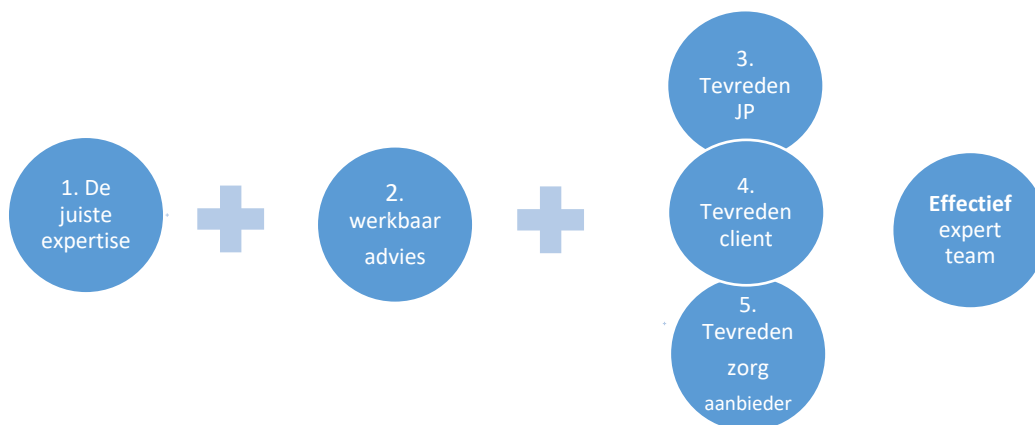 1. De
juiste
expertise
2.
werkbaar
advies
3.
Tevreden
JP
4.
Tevreden
client
5.
Tevreden
zorg
aanbieder
Effectief
expert
team